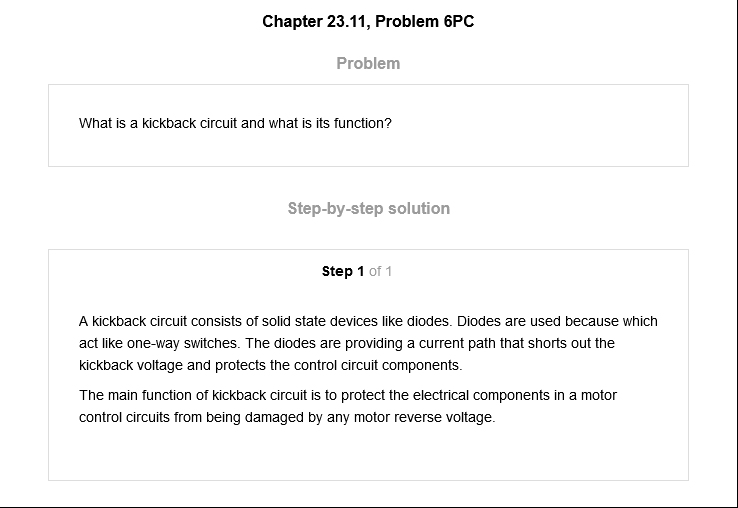 Chapter 23.11, Problem 6PC
Problem
What is a kickback circuit and what is its function?
Step-by-step solution
Step 1 of 1
A kickback circuit consists of solid state devices like diodes. Diodes are used because which
act like one-way switches. The diodes are providing a current path that shorts out the
kickback voltage and protects the control circuit components.
The main function of kickback circuit is to protect the electrical components in a motor
control circuits from being damaged by any motor reverse voltage.